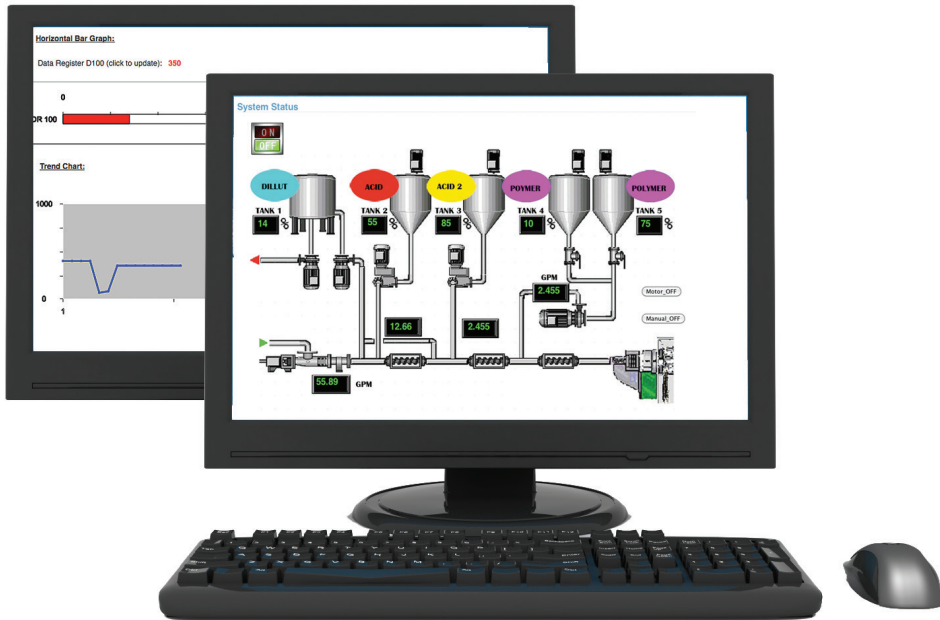 Horizontal Bar Graph:
Data Register D100 (click to update): 350
0
DR 100
Trend Chart:
1000
0
1
System Status
ON
OFF
DILLUT
ACID
ACID 2
POYMER
POLYMER
TANK 1
TANK 2
TANK 3
TANK 4
TANK 5
14 %
55 %
85 %
10 %
75 %
GPM
2.455
Motor_OFF
Manual_OFF
12.66
2.455
55.89 GPM